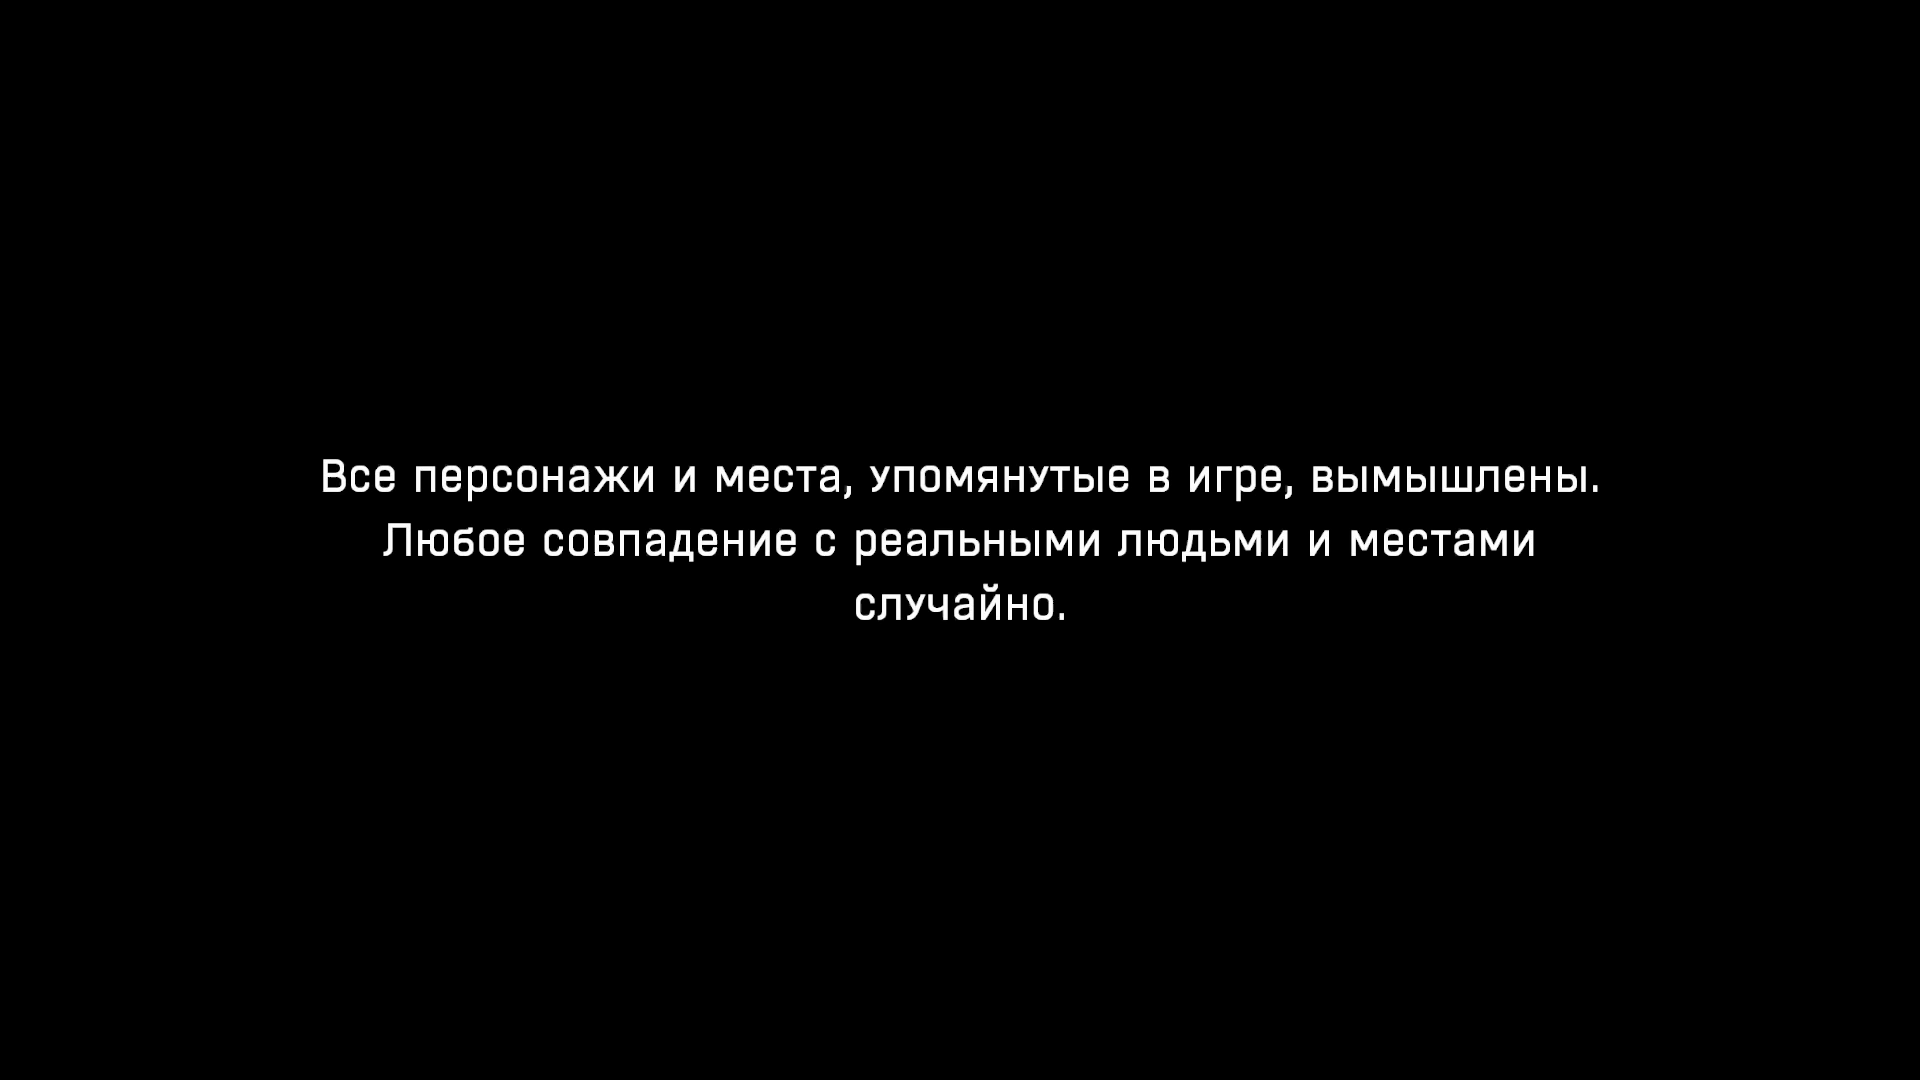 Все персонажи и места, упомянутые в игре, вымышлены.
Любое совпадение с реальными людьми и местами
случайно.